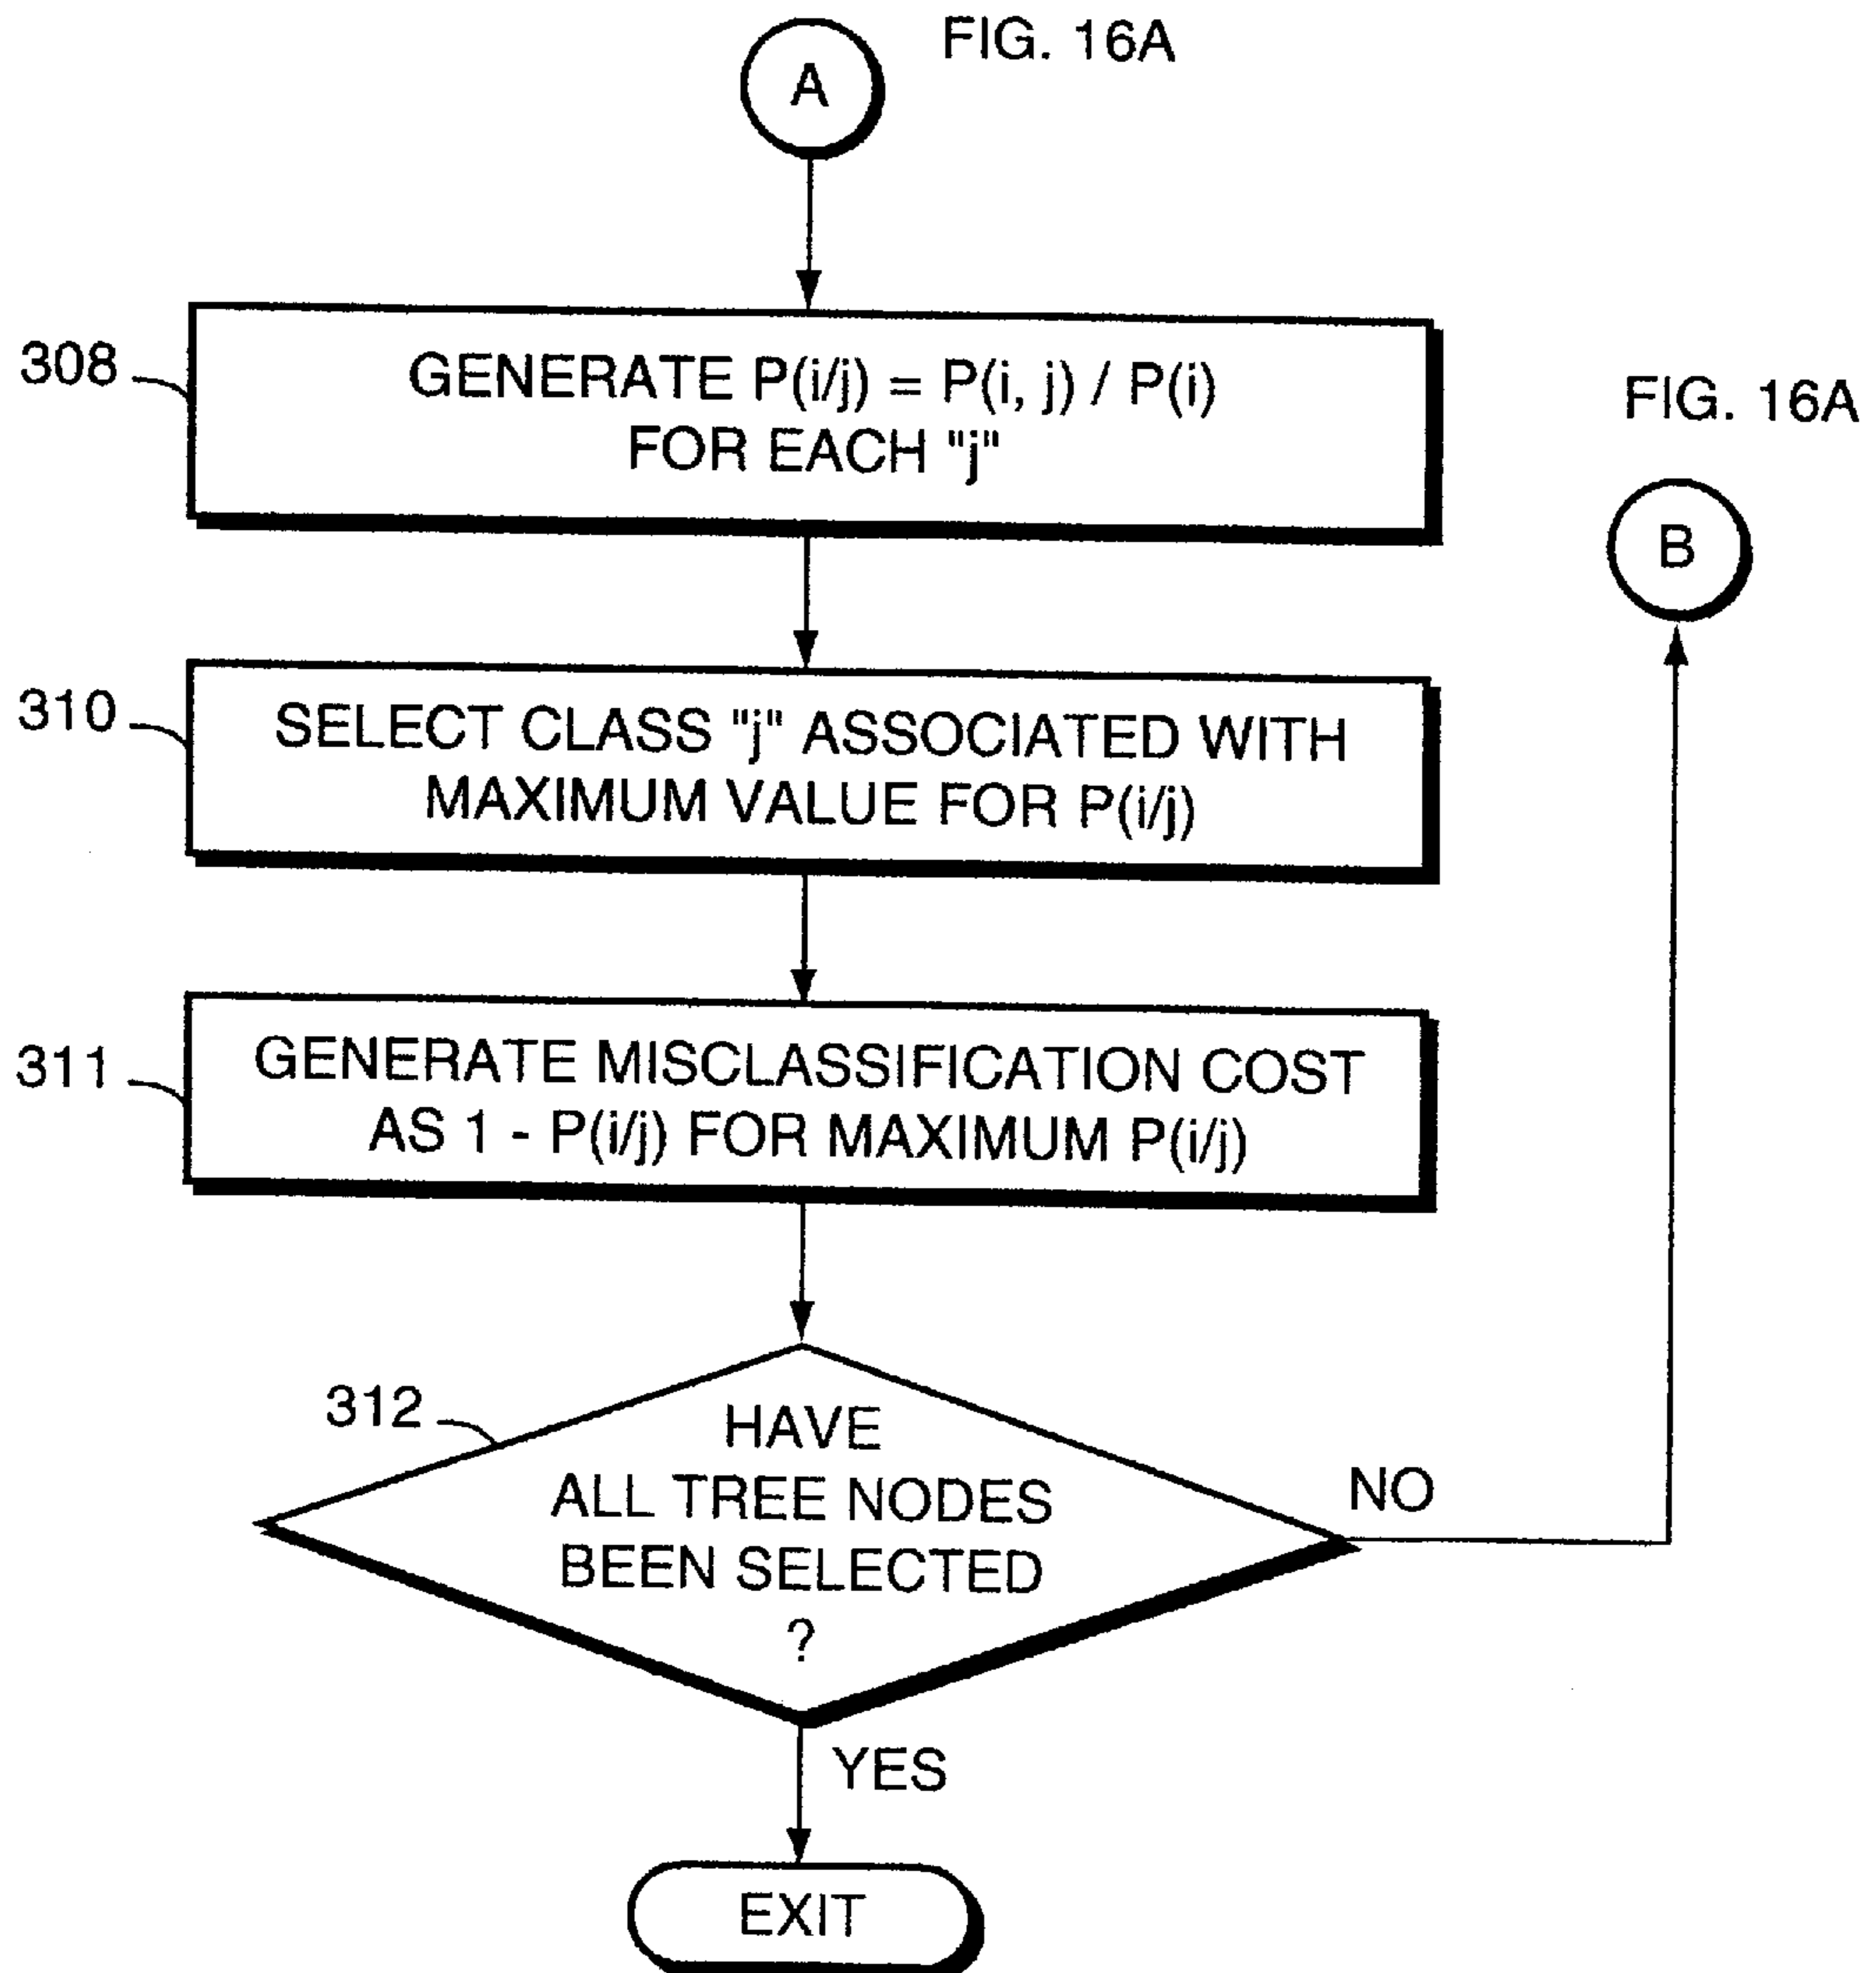 FIG. 16A
A
308
GENERATE P(i/j) = P(i, j) / P(i)
FOR EACH "j"
FIG. 16A
B
310
SELECT CLASS "j" ASSOCIATED WITH
MAXIMUM VALUE FOR P(i/j)
311
GENERATE MISCLASSIFICATION COST
AS 1 - P(i/j) FOR MAXIMUM P(i/j)
312
HAVE
ALL TREE NODES
BEEN SELECTED
?
NO
YES
EXIT